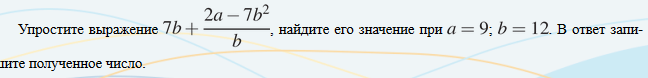 Упростите выражение 7b + (2a − 7b²)/b, найдите его значение при a = 9; b = 12. В ответ запи-
шите полученное число.